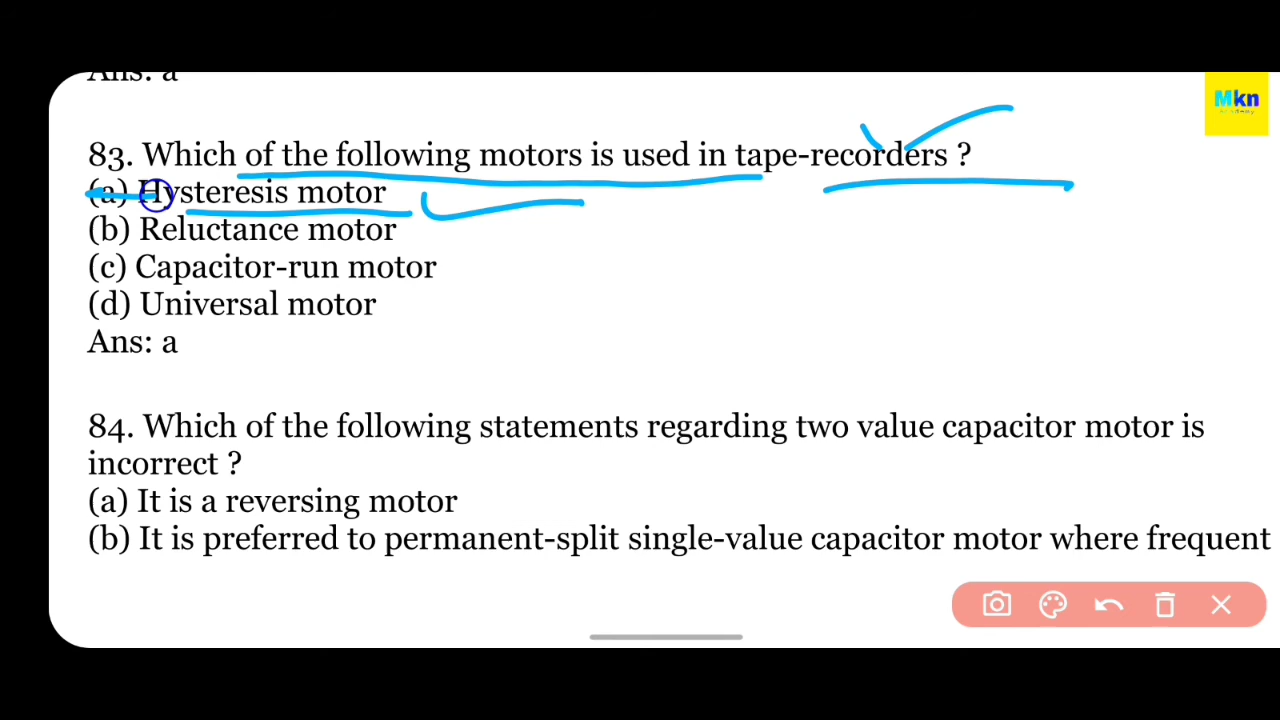 Ans: a
Mkn
Academy
83. Which of the following motors is used in tape-recorders ?
(a) Hysteresis motor
(b) Reluctance motor
(c) Capacitor-run motor
(d) Universal motor
Ans: a
84. Which of the following statements regarding two value capacitor motor is
incorrect ?
(a) It is a reversing motor
(b) It is preferred to permanent-split single-value capacitor motor where frequent